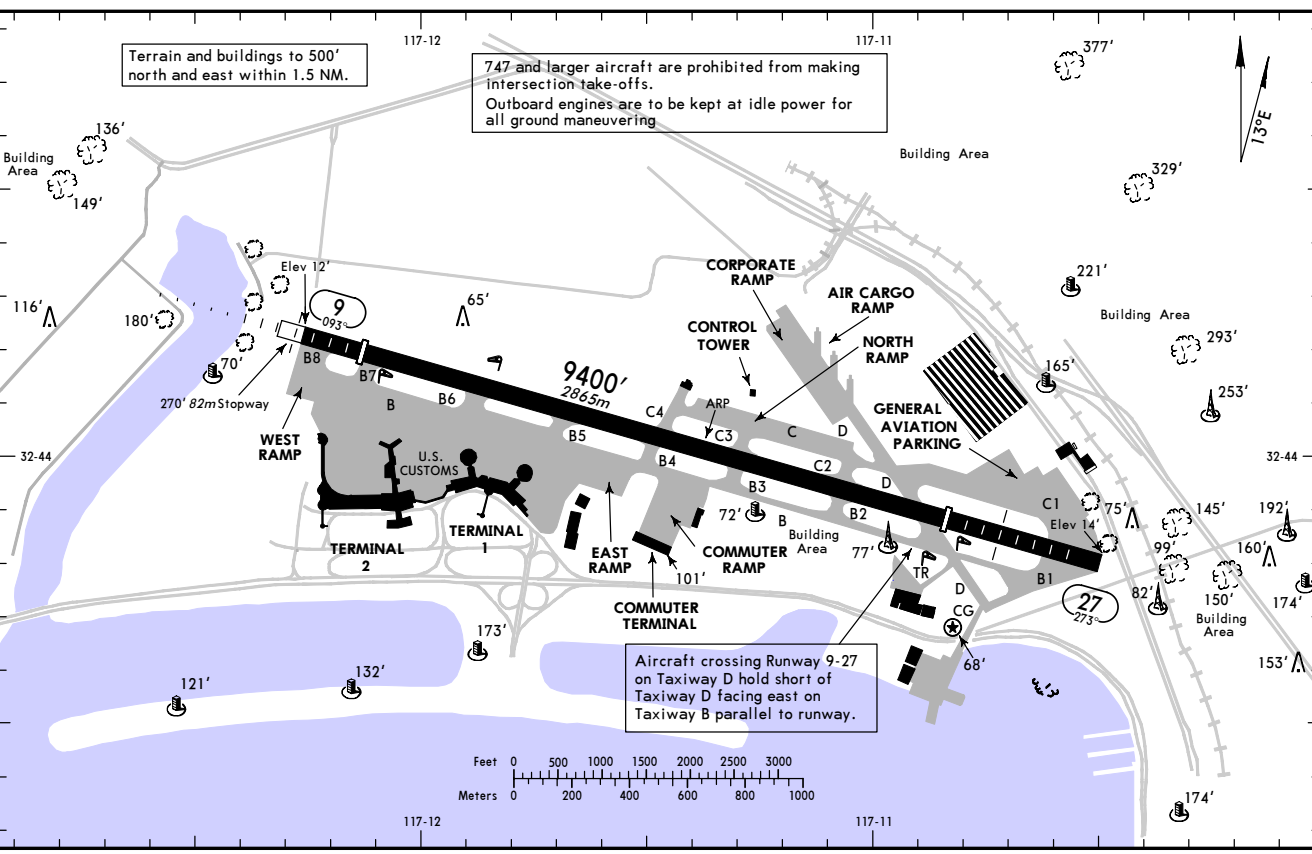 117-12
117-11
Terrain and buildings to 500'
north and east within 1.5 NM.
747 and larger aircraft are prohibited from making
intersection take-offs.
Outboard engines are to be kept at idle power for
all ground maneuvering
377'
13°E
136'
Building
Area
149'
Building Area
329'
Elev 12'
CORPORATE
RAMP
221'
116'
180'
9
093°
65'
AIR CARGO
RAMP
Building Area
CONTROL
TOWER
NORTH
RAMP
293'
70'
B8
B7
9400'
2865m
165'
253'
270' 82m Stopway
B
B6
C4
ARP
C3
C
D
GENERAL
AVIATION
PARKING
WEST
RAMP
B5
32-44
U.S.
CUSTOMS
B4
C2
D
32-44
B3
C1
72'
B
B2
Building
Area
Elev 14'
75'
145'
192'
TERMINAL
1
TERMINAL
2
EAST
RAMP
COMMUTER
RAMP
77'
TR
99'
160'
101'
D
B1
82'
150'
174'
COMMUTER
TERMINAL
CG
27
273°
Building
Area
173'
68'
153'
Aircraft crossing Runway 9-27
on Taxiway D hold short of
Taxiway D facing east on
Taxiway B parallel to runway.
121'
132'
Feet 0 500 1000 1500 2000 2500 3000
Meters 0 200 400 600 800 1000
174'
117-12
117-11